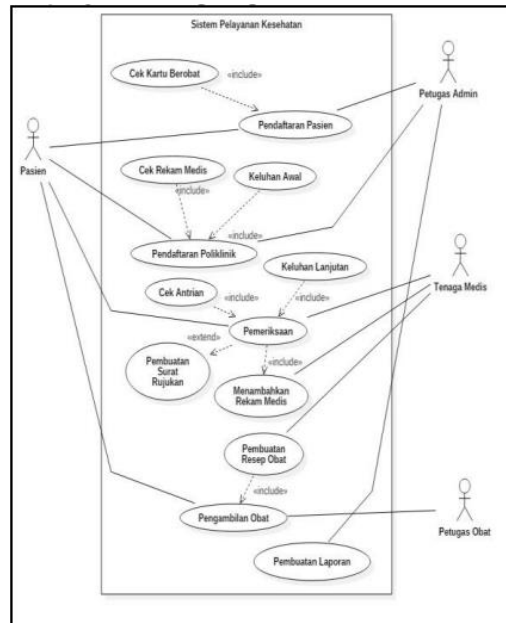 Sistem Pelayanan Kesehatan
Cek Kartu Berobat
«include»
Petugas Admin
Pendaftaran Pasien
Pasien
Cek Rekam Medis
Keluhan Awal
«include»
«include»
Pendaftaran Poliklinik
Keluhan Lanjutan
Tenaga Medis
Cek Antrian
«include»
«include»
Pemeriksaan
«extend»
Pembuatan
Surat
Rujukan
«include»
Menambahkan
Rekam Medis
Pembuatan
Resep Obat
«include»
Pengambilan Obat
Petugas Obat
Pembuatan Laporan